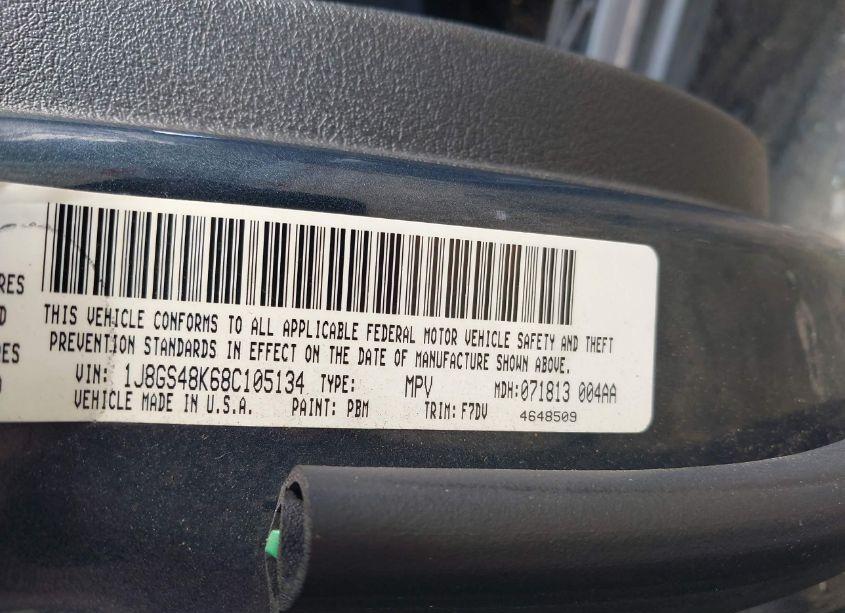 RES
THIS VEHICLE CONFORMS TO ALL APPLICABLE FEDERAL MOTOR VEHICLE SAFETY AND THEFT
PREVENTION STANDARDS IN EFFECT ON THE DATE OF MANUFACTURE SHOWN ABOVE.
VIN: 1J8GS48K68C105134 TYPE: MPV MDH:071813 004AA
VEHICLE MADE IN U.S.A. PAINT: PBM TRIM: F7DV 4648509